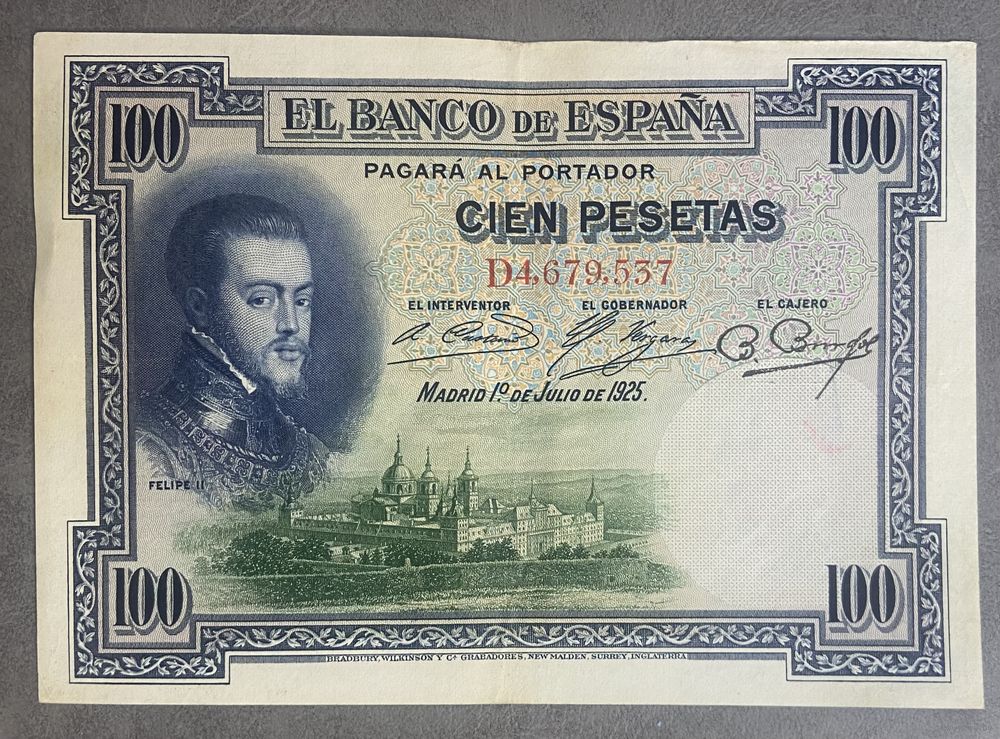 100 EL BANCO DE ESPAÑA 100
PAGARÁ AL PORTADOR
CIEN PESETAS
D4,679,537
EL INTERVENTOR EL GOBERNADOR EL CAJERO
MADRID 1º DE JULIO DE 1925.
FELIPE II
100 100
BRADBURY, WILKINSON Y Cª GRABADORES, NEW MALDEN, SURREY, INGLATERRA